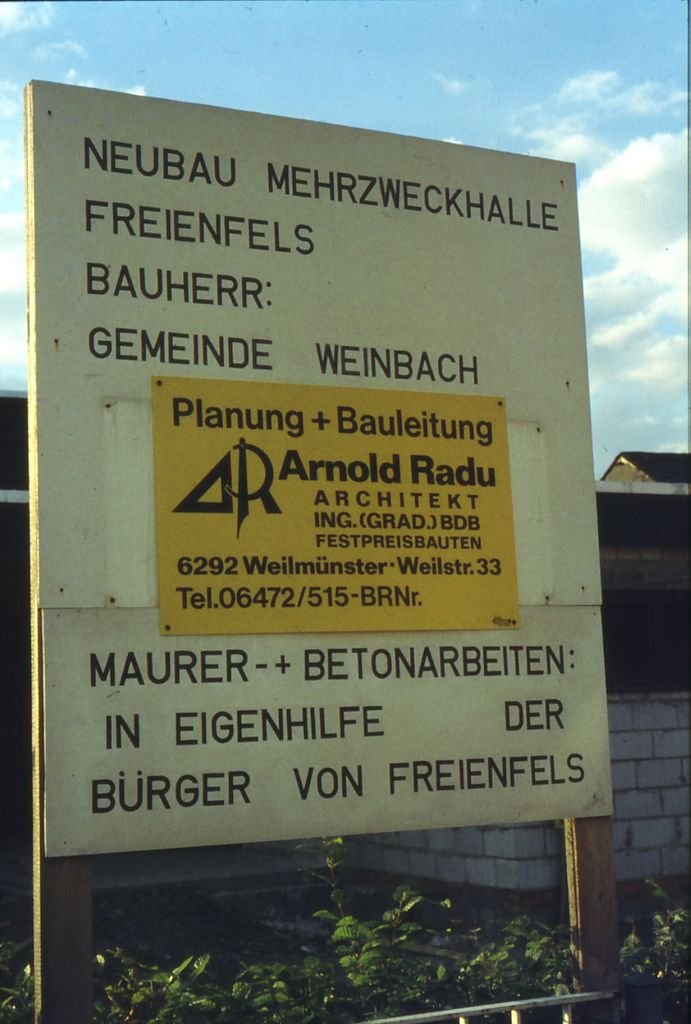 NEUBAU MEHRZWECKHALLE
FREIENFELS
BAUHERR:
GEMEINDE WEINBACH
Planung + Bauleitung
AR Arnold Radu
ARCHITEKT
ING.(GRAD.) BDB
FESTPREISBAUTEN
6292 Weilmünster·Weilstr.33
Tel.06472/515-BRNr.
MAURER-+ BETONARBEITEN:
IN EIGENHILFE DER
BÜRGER VON FREIENFELS